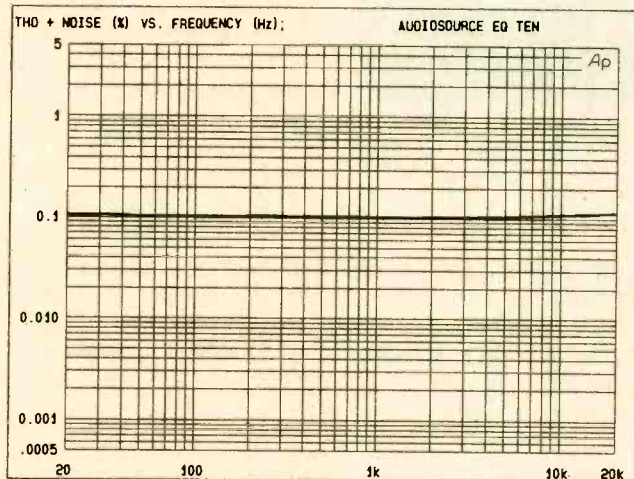 THD + NOISE (%) VS. FREQUENCY (Hz); AUDIOSOURCE EQ TEN
5
Ap
1
0.1
0.010
0.001
.0005
20 100 1k 10k 20k